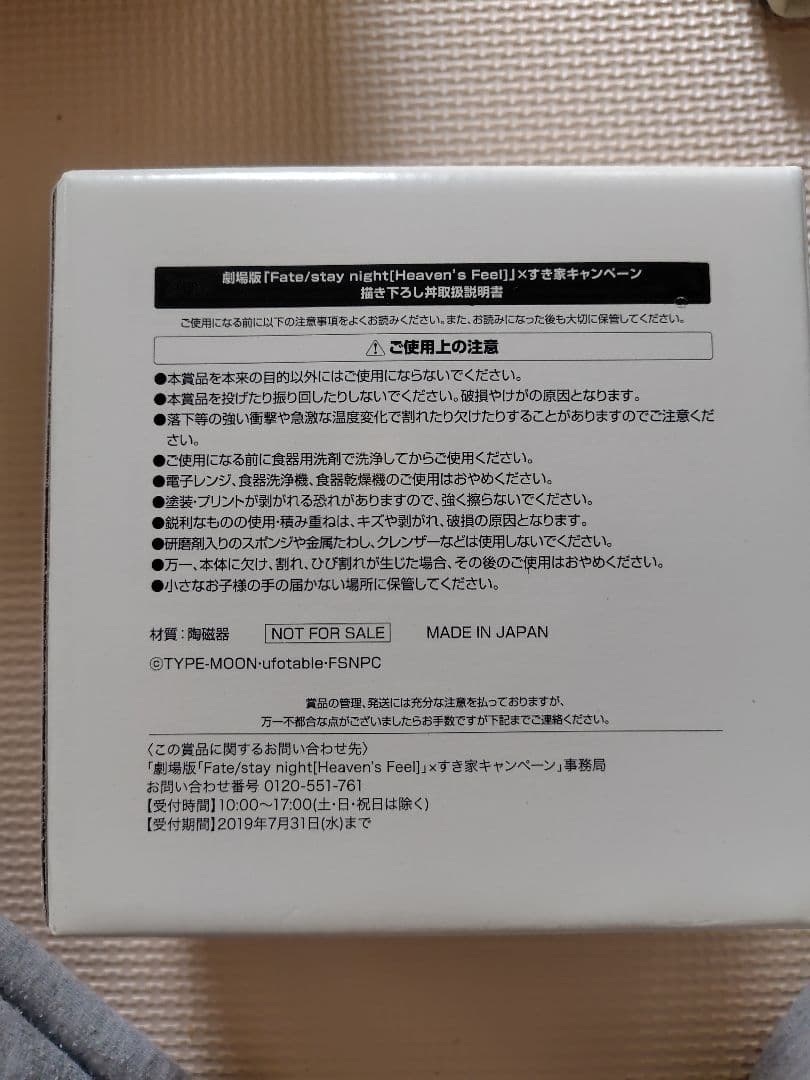 劇場版「Fate/stay night[Heaven's Feel]」×すき家キャンペーン
描き下ろし丼取扱説明書
ご使用になる前に以下の注意事項をよくお読みください。また、お読みになった後も大切に保管してください。
⚠ご使用上の注意
●本賞品を本来の目的以外にはご使用にならないでください。
●本賞品を投げたり振り回したりしないでください。破損やけがの原因となります。
●落下等の強い衝撃や急激な温度変化で割れたり欠けたりすることがありますのでご注意くだ
さい。
●ご使用になる前に食器用洗剤で洗浄してからご使用ください。
●電子レンジ、食器洗浄機、食器乾燥機のご使用はおやめください。
●塗装・プリントが剥がれる恐れがありますので、強く擦らないでください。
●鋭利なものの使用・積み重ねは、キズや剥がれ、破損の原因となります。
●研磨剤入りのスポンジや金属たわし、クレンザーなどは使用しないでください。
●万一、本体に欠け、割れ、ひび割れが生じた場合、その後のご使用はおやめください。
●小さなお子様の手の届かない場所に保管してください。
材質：陶磁器 NOT FOR SALE MADE IN JAPAN
©TYPE-MOON・ufotable・FSNPC
賞品の管理、発送には充分な注意を払っておりますが、
万一不都合な点がございましたらお手数ですが下記までご連絡ください。
〈この賞品に関するお問い合わせ先〉
「劇場版「Fate/stay night[Heaven's Feel]」×すき家キャンペーン」事務局
お問い合わせ番号 0120-551-761
【受付時間】10:00～17:00(土・日・祝日は除く)
【受付期間】2019年7月31日(水)まで